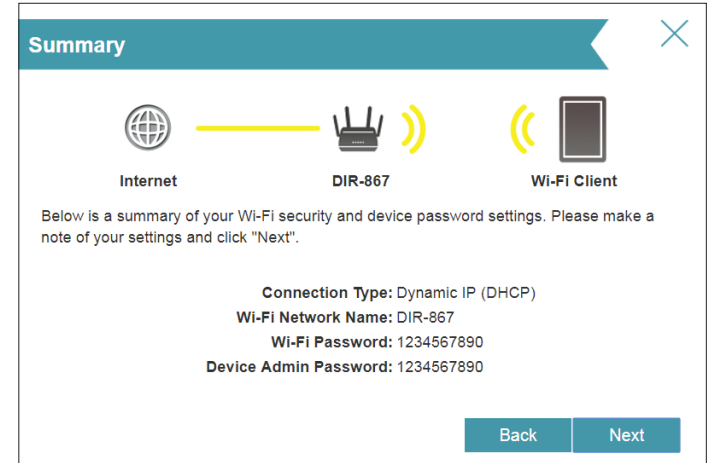 Summary
Internet
DIR-867
Wi-Fi Client
Below is a summary of your Wi-Fi security and device password settings. Please make a
note of your settings and click "Next".
Connection Type: Dynamic IP (DHCP)
Wi-Fi Network Name: DIR-867
Wi-Fi Password: 1234567890
Device Admin Password: 1234567890
Back
Next